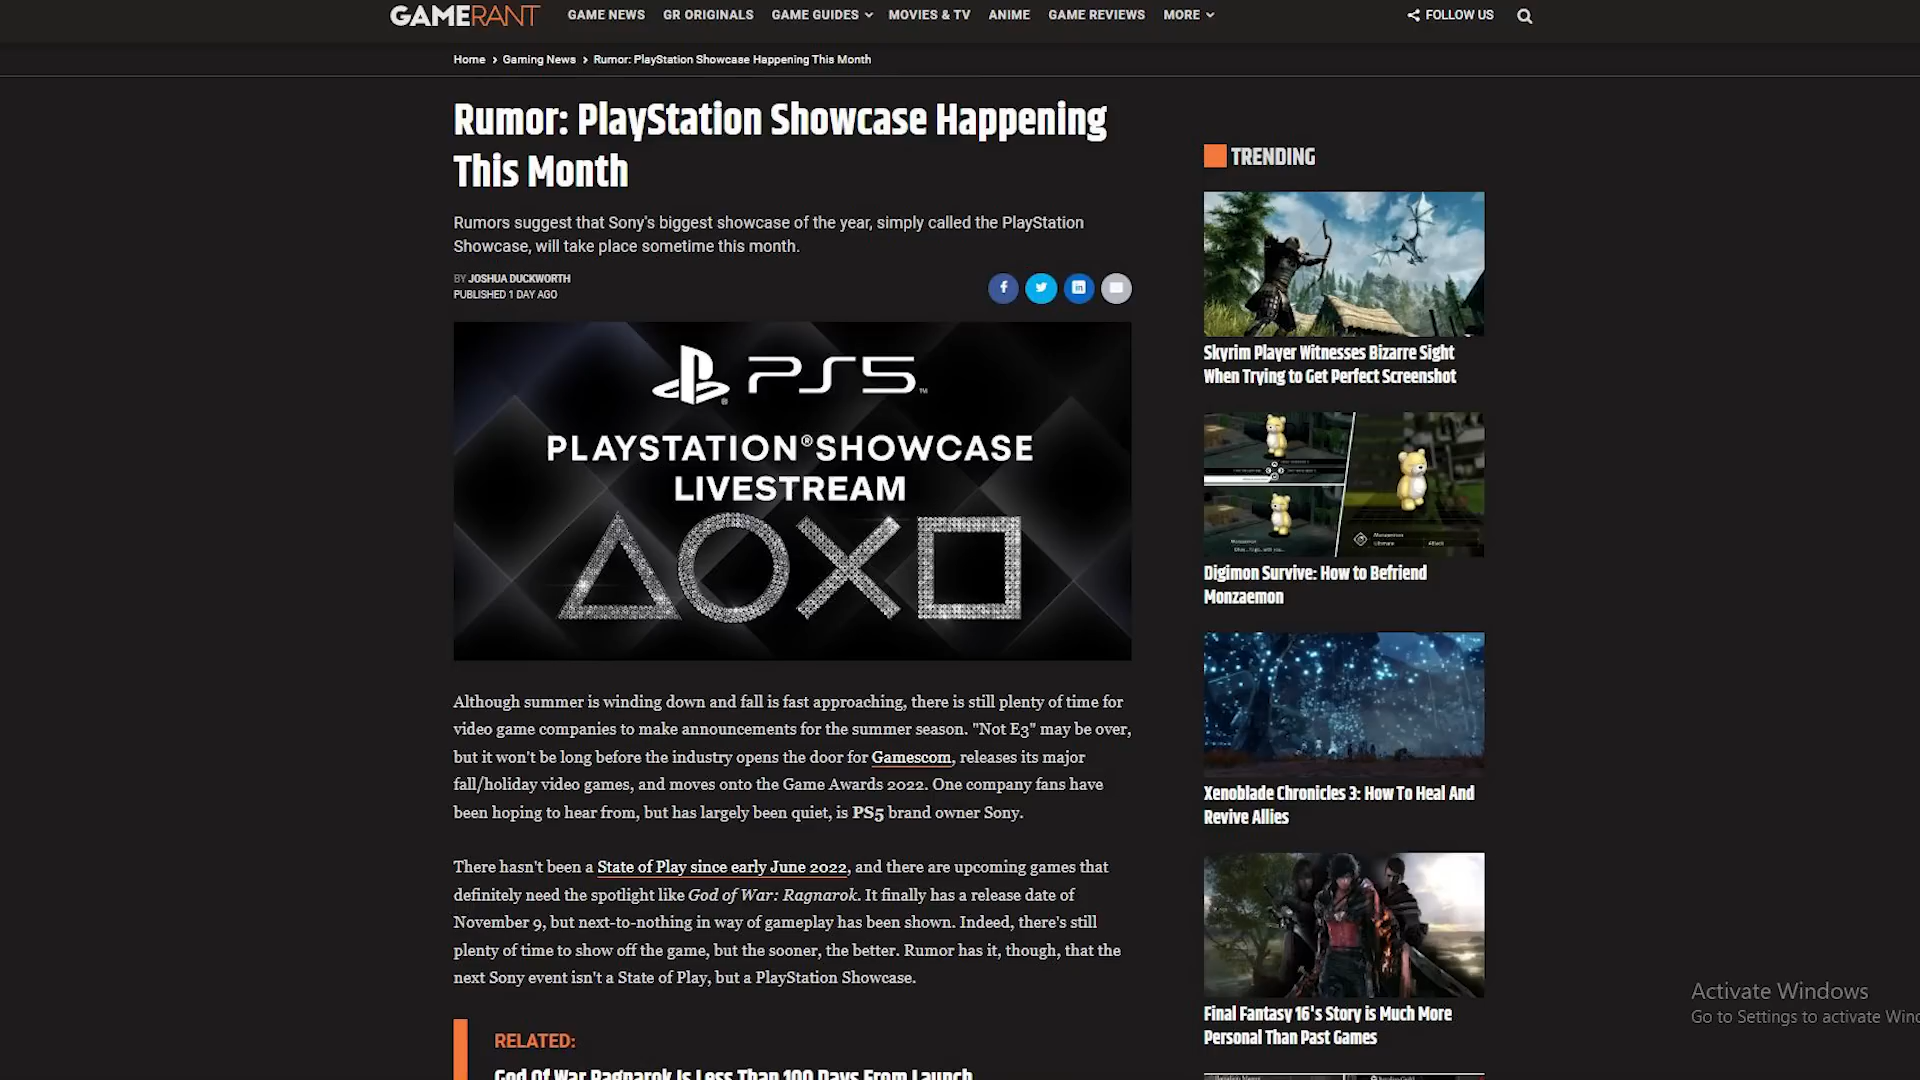 GAMERANT
GAME NEWS GR ORIGINALS GAME GUIDES MOVIES & TV ANIME GAME REVIEWS MORE FOLLOW US
Home › Gaming News › Rumor: PlayStation Showcase Happening This Month
Rumor: PlayStation Showcase Happening
This Month
Rumors suggest that Sony's biggest showcase of the year, simply called the PlayStation
Showcase, will take place sometime this month.
BY JOSHUA DUCKWORTH
PUBLISHED 1 DAY AGO
PS5
PLAYSTATION®SHOWCASE
LIVESTREAM
Although summer is winding down and fall is fast approaching, there is still plenty of time for
video game companies to make announcements for the summer season. "Not E3" may be over,
but it won't be long before the industry opens the door for Gamescom, releases its major
fall/holiday video games, and moves onto the Game Awards 2022. One company fans have
been hoping to hear from, but has largely been quiet, is PS5 brand owner Sony.
There hasn't been a State of Play since early June 2022, and there are upcoming games that
definitely need the spotlight like God of War: Ragnarok. It finally has a release date of
November 9, but next-to-nothing in way of gameplay has been shown. Indeed, there's still
plenty of time to show off the game, but the sooner, the better. Rumor has it, though, that the
next Sony event isn't a State of Play, but a PlayStation Showcase.
RELATED:
God Of War Ragnarok Is Less Than 100 Days From Launch
TRENDING
Skyrim Player Witnesses Bizarre Sight
When Trying to Get Perfect Screenshot
Digimon Survive: How to Befriend
Monzaemon
Xenoblade Chronicles 3: How To Heal And
Revive Allies
Final Fantasy 16's Story is Much More
Personal Than Past Games
Activate Windows
Go to Settings to activate Win